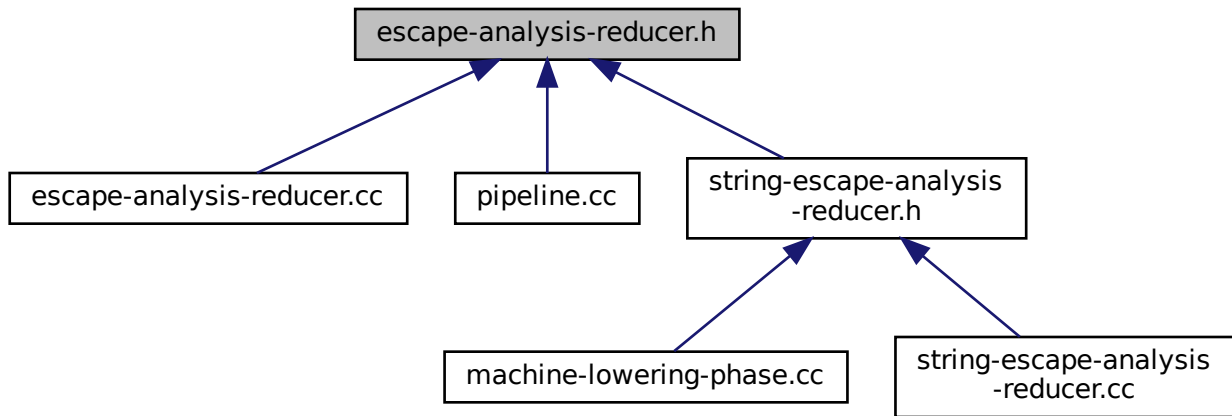 escape-analysis-reducer.h
escape-analysis-reducer.cc
pipeline.cc
string-escape-analysis
-reducer.h
machine-lowering-phase.cc
string-escape-analysis
-reducer.cc